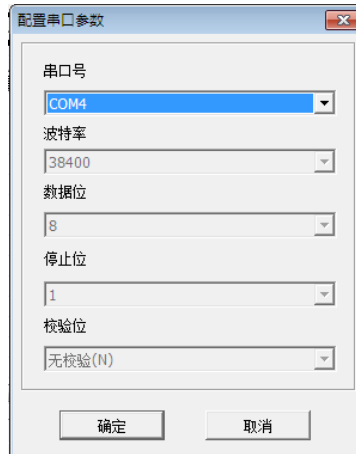 配置串口参数
串口号
COM4
波特率
38400
数据位
8
停止位
1
校验位
无校验(N)
确定
取消